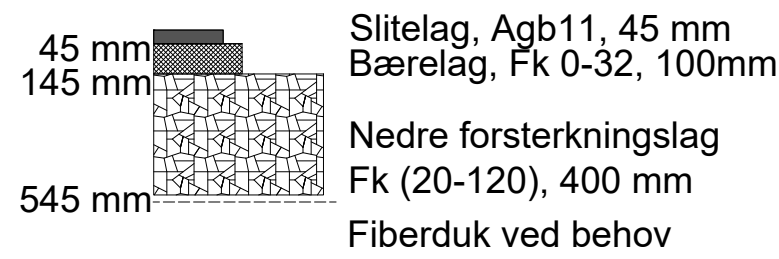 Slitelag, Agb11, 45 mm
45 mm
Bærelag, Fk 0-32, 100mm
145 mm
Nedre forsterkningslag
Fk (20-120), 400 mm
545 mm
Fiberduk ved behov